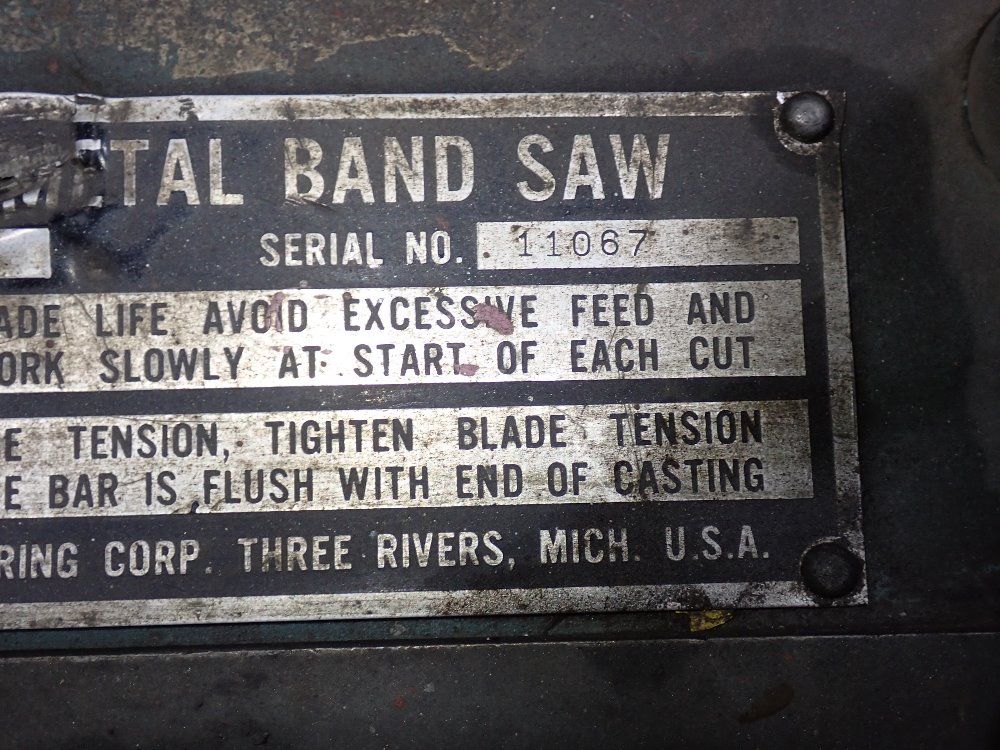 METAL BAND SAW
SERIAL NO. 11067
ADE LIFE AVOID EXCESSIVE FEED AND
ORK SLOWLY AT START OF EACH CUT
E TENSION, TIGHTEN BLADE TENSION
E BAR IS FLUSH WITH END OF CASTING
RING CORP. THREE RIVERS, MICH. U.S.A.